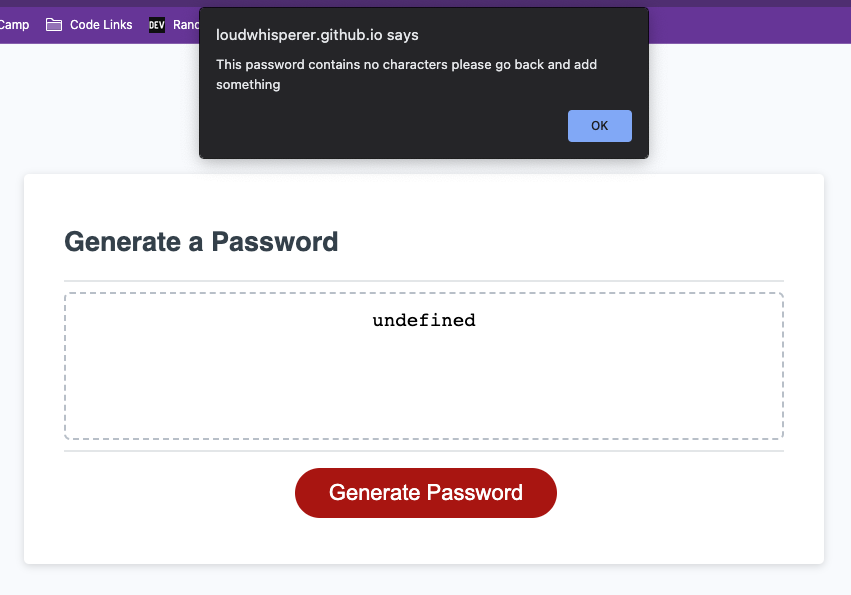 Camp Code Links DEV Ranc
loudwhisperer.github.io says
This password contains no characters please go back and add
something
OK
Generate a Password
undefined
Generate Password